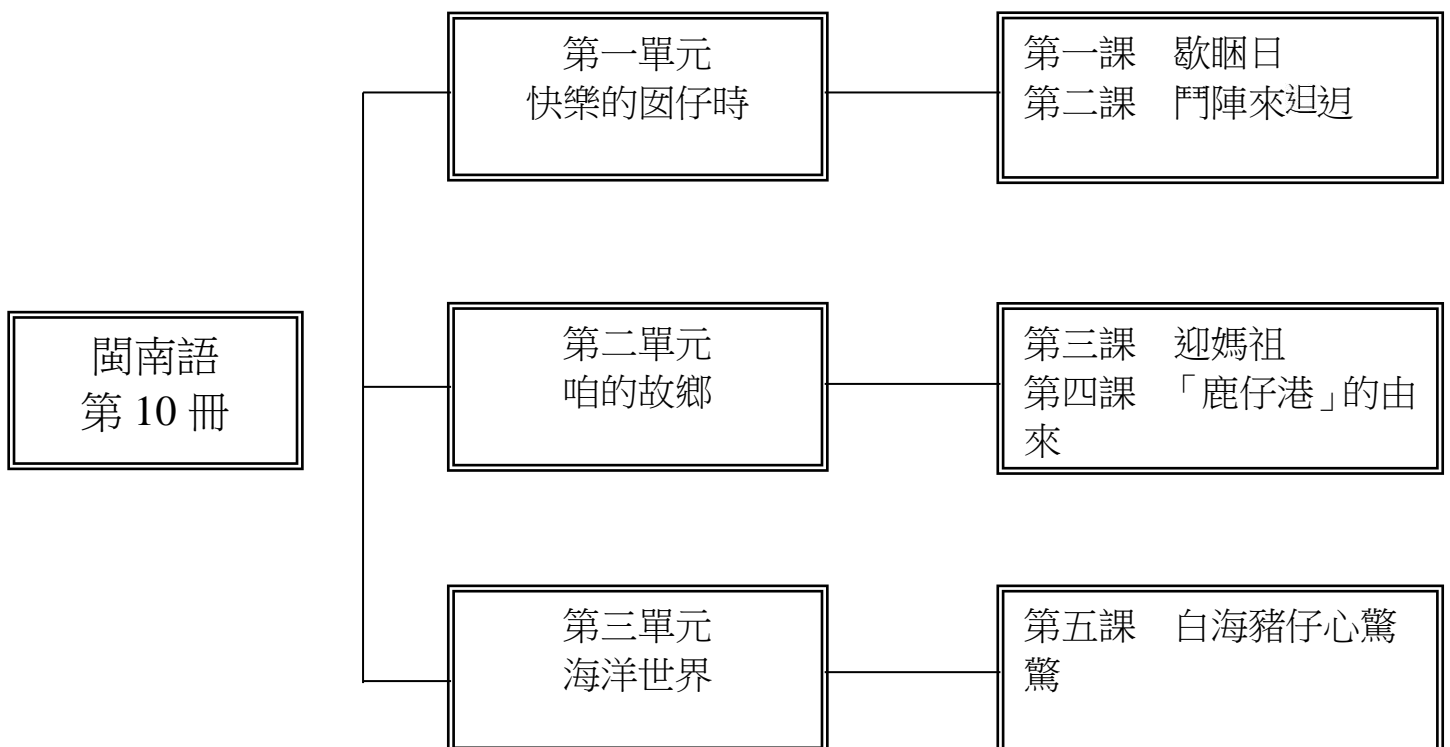 第一單元
快樂的囡仔時
第一課　歇睏日
第二課　鬥陣來𨑨迌
閩南語
第 10 冊
第二單元
咱的故鄉
第三課　迎媽祖
第四課　「鹿仔港」的由
來
第三單元
海洋世界
第五課　白海豬仔心驚
驚